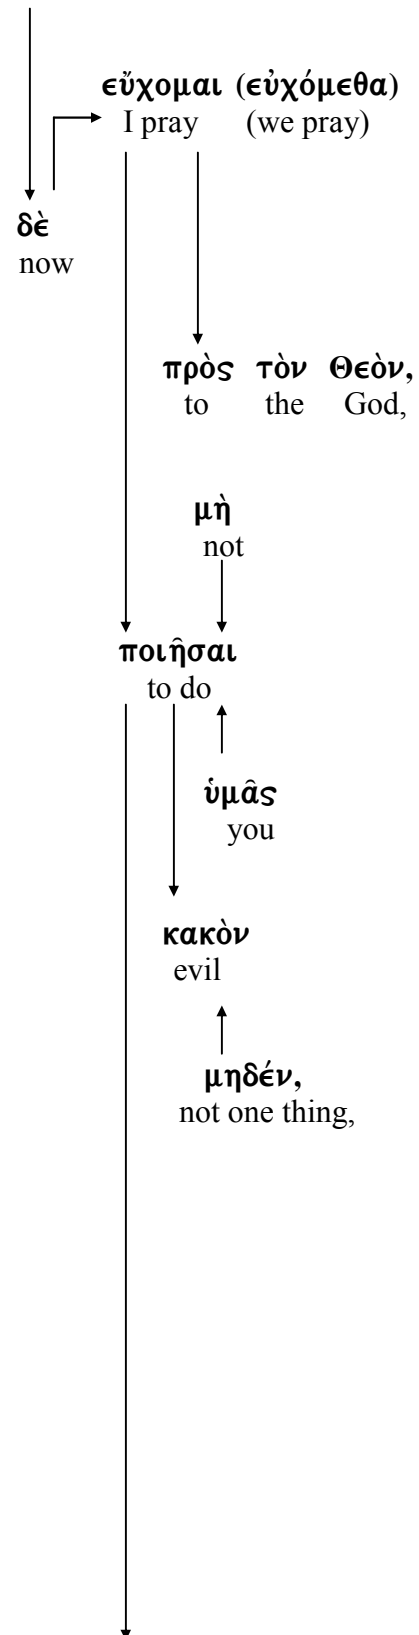 εὔχομαι (εὐχόμεθα)
I pray (we pray)
δὲ
now
πρὸς τὸν Θεὸν,
to the God,
μὴ
not
ποιῆσαι
to do
ὑμᾶς
you
κακὸν
evil
μηδέν,
not one thing,